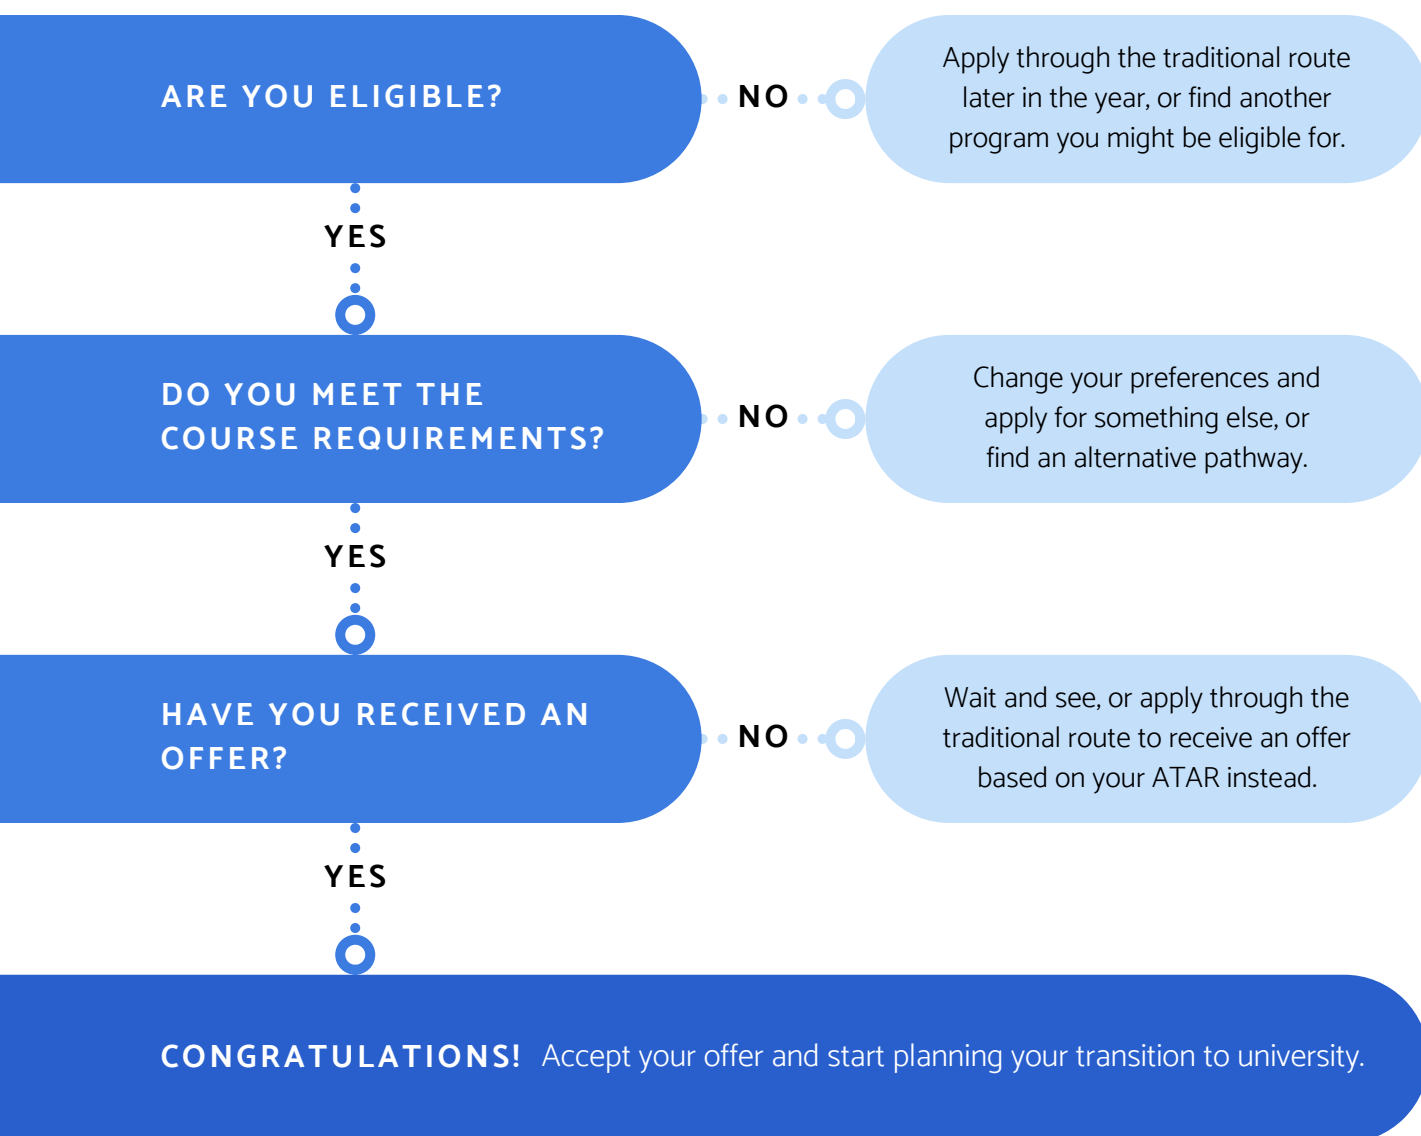 ARE YOU ELIGIBLE?
NO
Apply through the traditional route
later in the year, or find another
program you might be eligible for.
YES
DO YOU MEET THE
COURSE REQUIREMENTS?
NO
Change your preferences and
apply for something else, or
find an alternative pathway.
YES
HAVE YOU RECEIVED AN
OFFER?
NO
Wait and see, or apply through the
traditional route to receive an offer
based on your ATAR instead.
YES
CONGRATULATIONS! Accept your offer and start planning your transition to university.